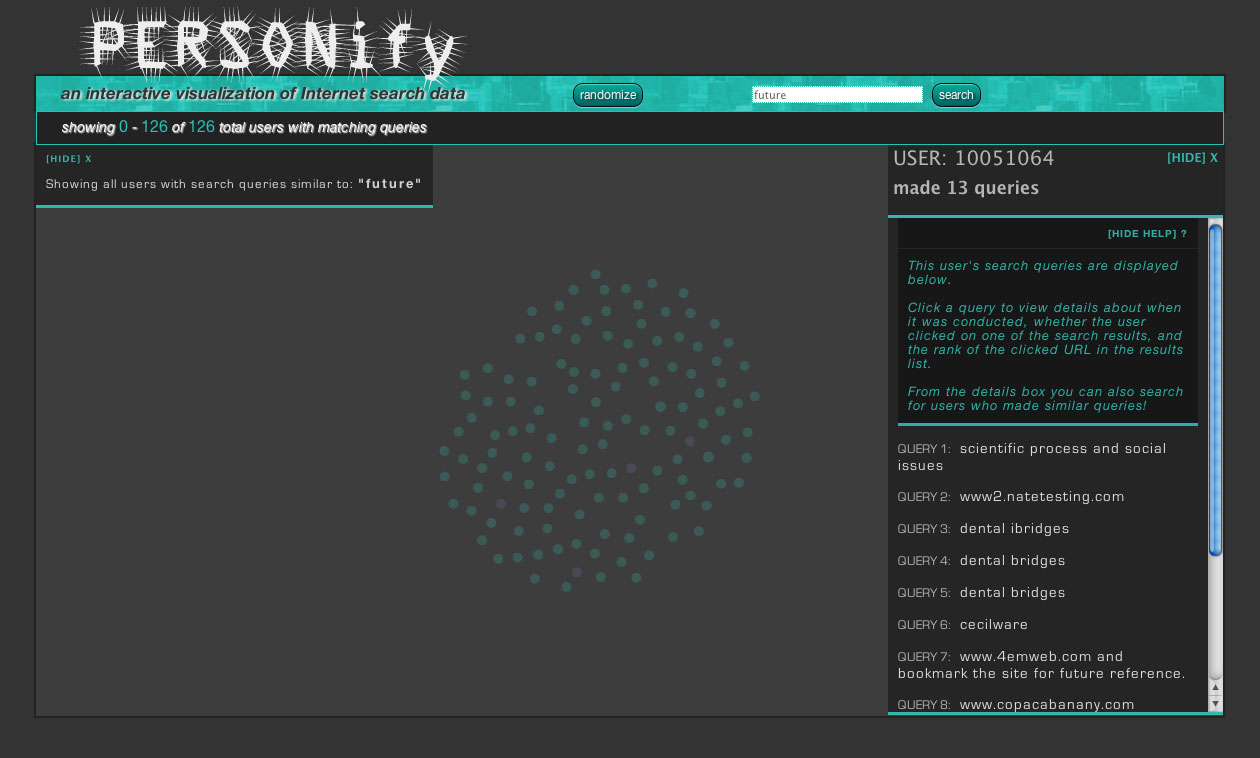 PERSONify
an interactive visualization of Internet search data
randomize
future
search
showing 0 - 126 of 126 total users with matching queries
[HIDE] X
Showing all users with search queries similar to: "future"
USER: 10051064
[HIDE] X
made 13 queries
[HIDE HELP] ?
This user's search queries are displayed
below.
Click a query to view details about when
it was conducted, whether the user
clicked on one of the search results, and
the rank of the clicked URL in the results
list.
From the details box you can also search
for users who made similar queries!
QUERY 1: scientific process and social
issues
QUERY 2: www2.natetesting.com
QUERY 3: dental ibridges
QUERY 4: dental bridges
QUERY 5: dental bridges
QUERY 6: cecilware
QUERY 7: www.4emweb.com and
bookmark the site for future reference.
QUERY 8: www.copacabanany.com